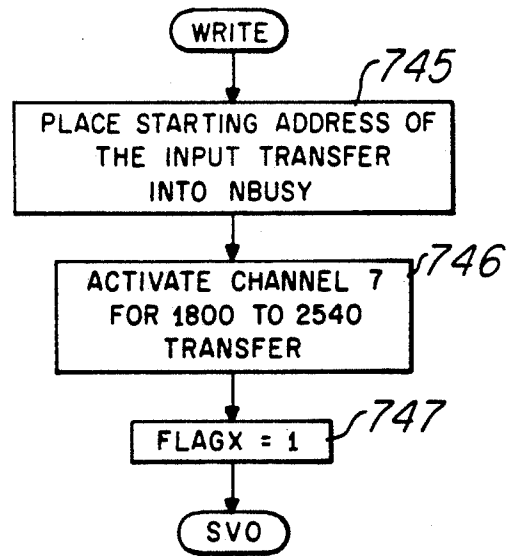 WRITE
745
PLACE STARTING ADDRESS OF
THE INPUT TRANSFER
INTO NBUSY
746
ACTIVATE CHANNEL 7
FOR 1800 TO 2540
TRANSFER
747
FLAGX = 1
SVO